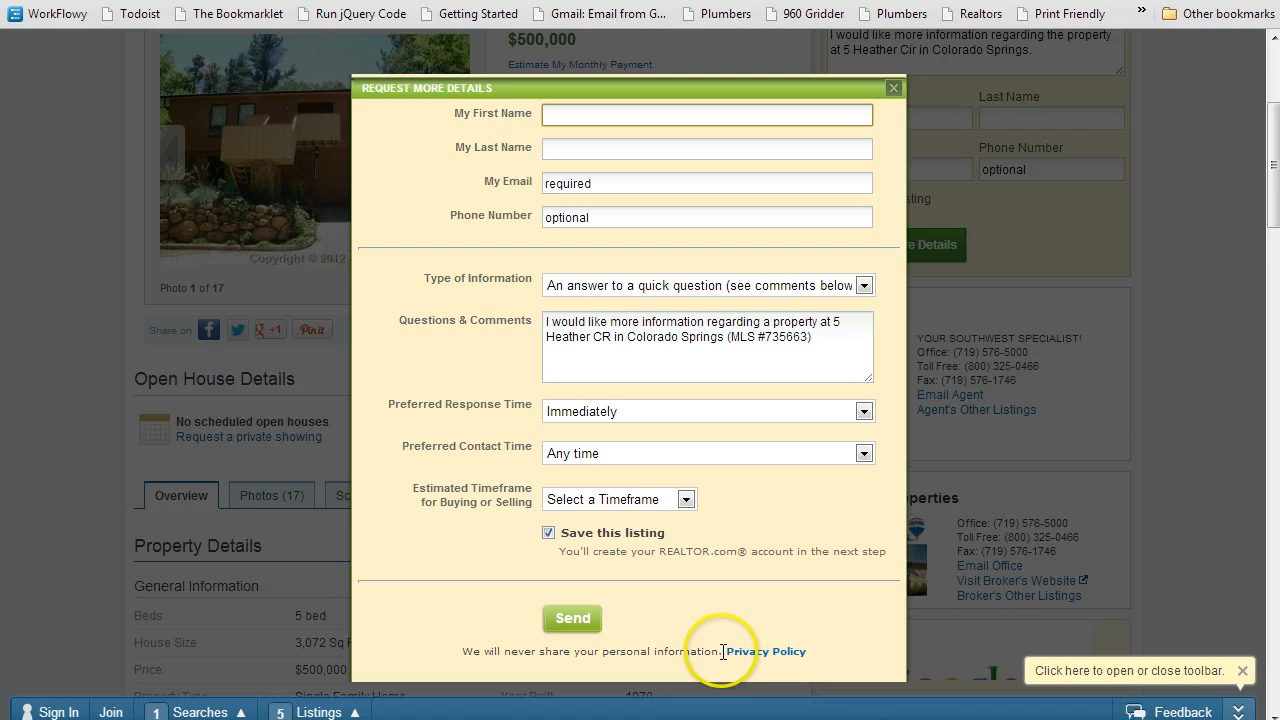 WorkFlowy
Todoist
The Bookmarklet
Run jQuery Code
Getting Started
Gmail: Email from G...
Plumbers
960 Gridder
Plumbers
Realtors
Print Friendly
»
Other bookmarks
$500,000
Estimate My Monthly Payment
I would like more information regarding the property
at 5 Heather Cir in Colorado Springs.
Last Name
Phone Number
optional
e Details
Copyright © 2012
Photo 1 of 17
Share on
+1
Pin it
Open House Details
No scheduled open houses
Request a private showing
Overview
Photos (17)
Property Details
General Information
Beds
5 bed
House Size
3,072 Sq F
Price
$500,000
REQUEST MORE DETAILS
My First Name
My Last Name
My Email
required
Phone Number
optional
Type of Information
An answer to a quick question (see comments below
Questions & Comments
I would like more information regarding a property at 5
Heather CR in Colorado Springs (MLS #735663)
Preferred Response Time
Immediately
Preferred Contact Time
Any time
Estimated Timeframe
for Buying or Selling
Select a Timeframe
Save this listing
You'll create your REALTOR.com® account in the next step
Send
We will never share your personal information. Privacy Policy
YOUR SOUTHWEST SPECIALIST!
Office: (719) 576-5000
Toll Free: (800) 325-0466
Fax: (719) 576-1746
Email Agent
Agent's Other Listings
operties
Office: (719) 576-5000
Toll Free: (800) 325-0466
Fax: (719) 576-1746
Email Office
Visit Broker's Website
Broker's Other Listings
Click here to open or close toolbar.
Sign In
Join
1 Searches
5 Listings
Feedback